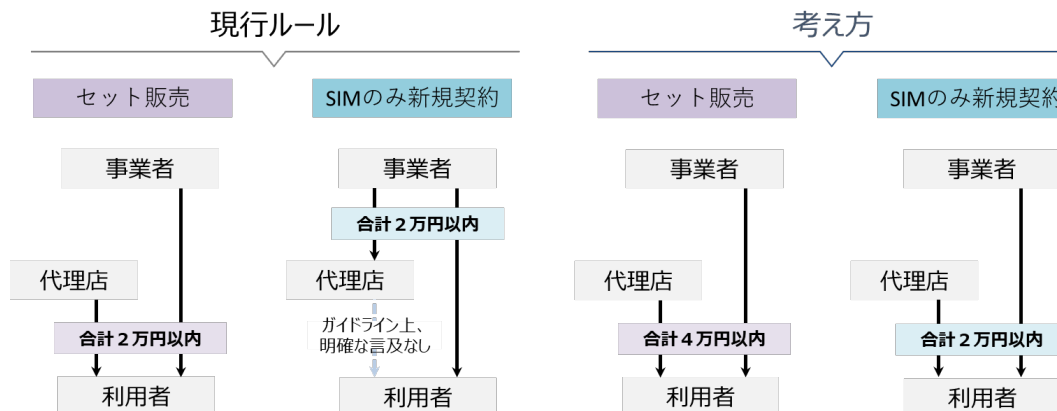 現行ルール
セット販売
SIMのみ新規契約
事業者
事業者
合計2万円以内
代理店
代理店
合計2万円以内
ガイドライン上、
明確な言及なし
利用者
利用者
考え方
セット販売
SIMのみ新規契約
事業者
事業者
代理店
代理店
合計4万円以内
合計2万円以内
利用者
利用者